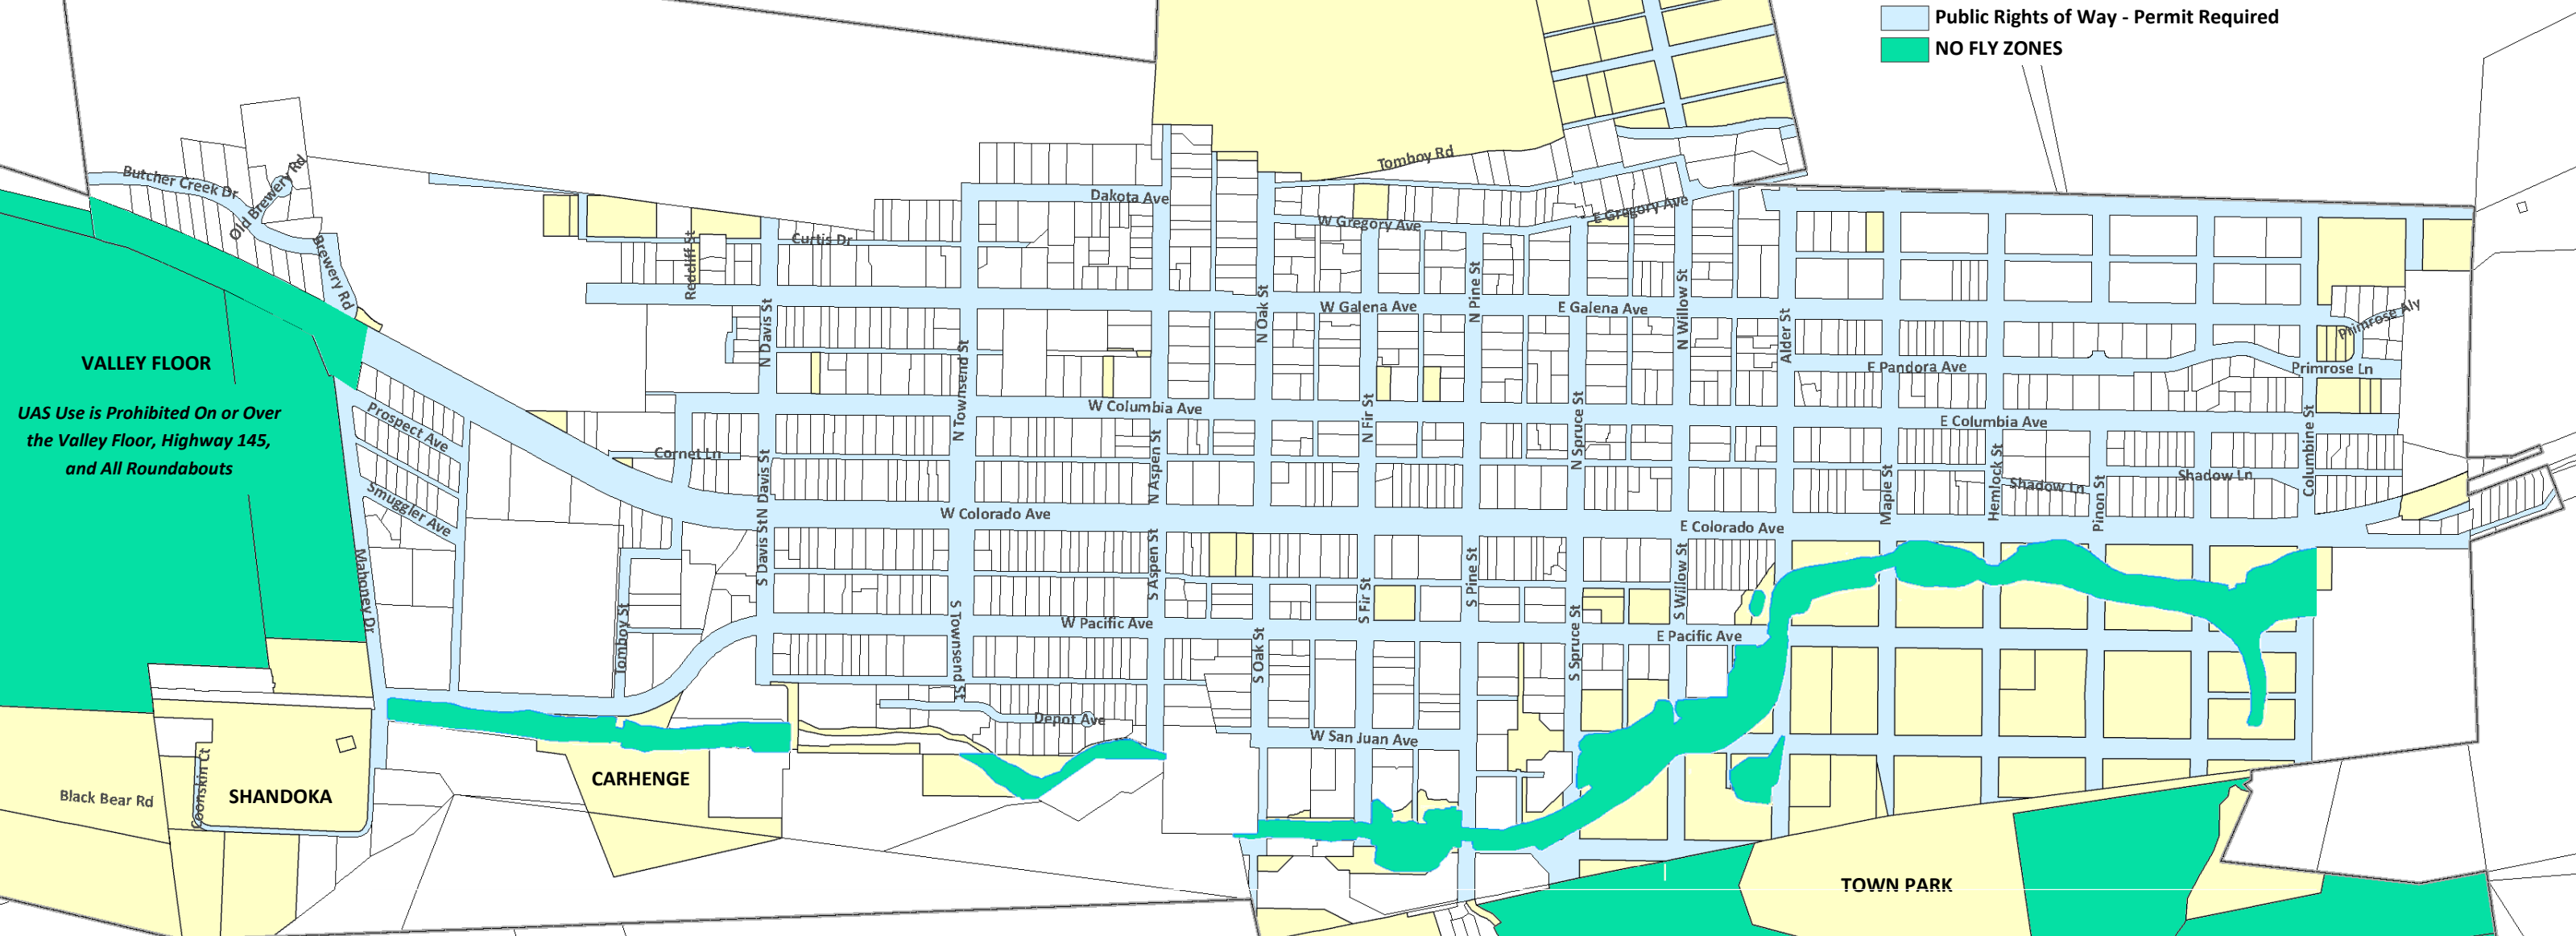 Public Rights of Way - Permit Required
NO FLY ZONES
Tomboy Rd
Butcher Creek Dr
Old Brewery Rd
Brewery Rd
Dakota Ave
W Gregory Ave
E Gregory Ave
Curtis Dr
Redcliff St
N Davis St
N Townsend St
N Oak St
W Galena Ave
N Pine St
E Galena Ave
N Willow St
Alder St
Primrose Aly
VALLEY FLOOR
E Pandora Ave
Primrose Ln
UAS Use is Prohibited On or Over
the Valley Floor, Highway 145,
and All Roundabouts
Prospect Ave
W Columbia Ave
N Fir St
N Spruce St
E Columbia Ave
Columbine St
Cornet Ln
N Davis St
N Aspen St
Maple St
Hemlock St
Shadow Ln
Pinon St
Shadow Ln
Smuggler Ave
W Colorado Ave
E Colorado Ave
Mahoney Dr
S Davis St
S Aspen St
S Fir St
S Pine St
S Willow St
Tomboy St
S Townsend St
W Pacific Ave
S Oak St
S Spruce St
E Pacific Ave
Depot Ave
W San Juan Ave
Coonskin Ct
CARHENGE
Black Bear Rd
SHANDOKA
TOWN PARK